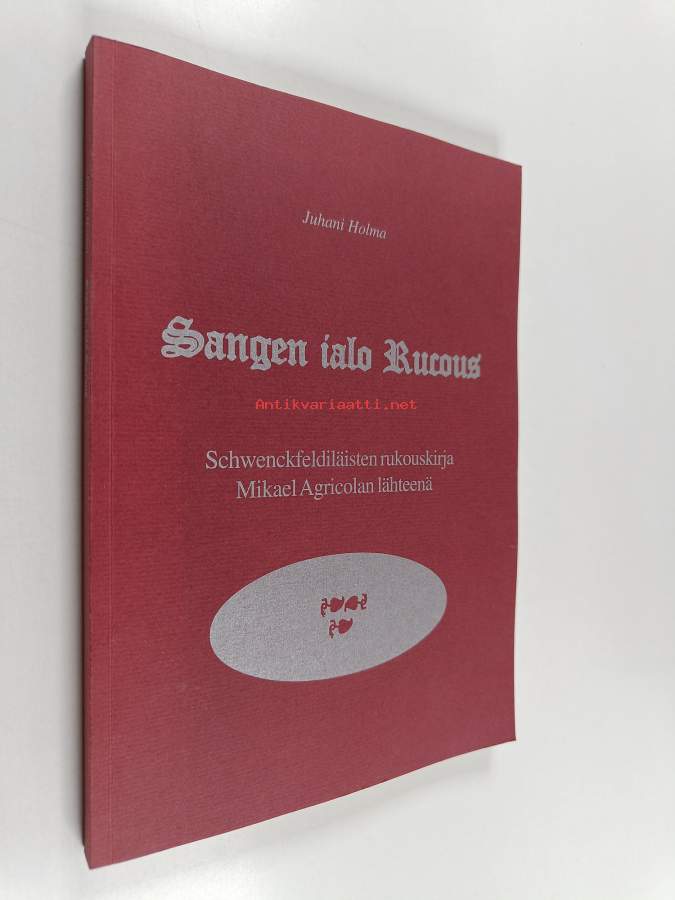 Juhani Holma
Sangen ialo Rucous
Antikvariaatti.net
Schwenckfeldiläisten rukouskirja
Mikael Agricolan lähteenä